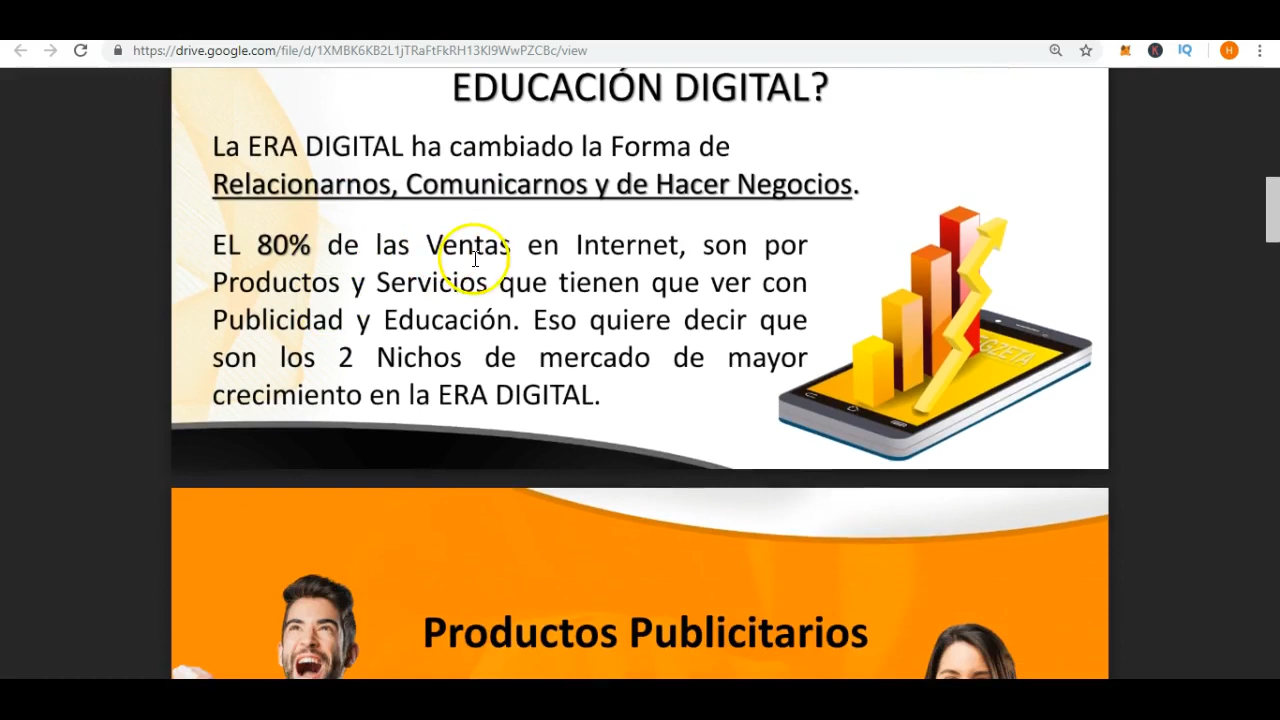 https://drive.google.com/file/d/1XMBK6KB2L1jTRaFtFkRH13Kl9WwPZCBc/view
K
IQ
H
EDUCACIÓN DIGITAL?
La ERA DIGITAL ha cambiado la Forma de
Relacionarnos, Comunicarnos y de Hacer Negocios.
EL 80% de las Ventas en Internet, son por
Productos y Servicios que tienen que ver con
Publicidad y Educación. Eso quiere decir que
son los 2 Nichos de mercado de mayor
crecimiento en la ERA DIGITAL.
Productos Publicitarios